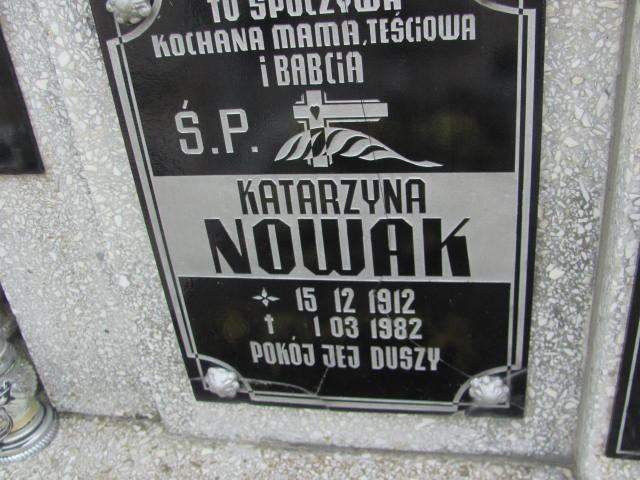 TU SPOCZYWA
KOCHANA MAMA, TEŚCIOWA
i BABCiA
Ś.P.
KATARZYNA
NOWAK
15 12 1912
† 1 03 1982
POKÓJ JEJ DUSZY